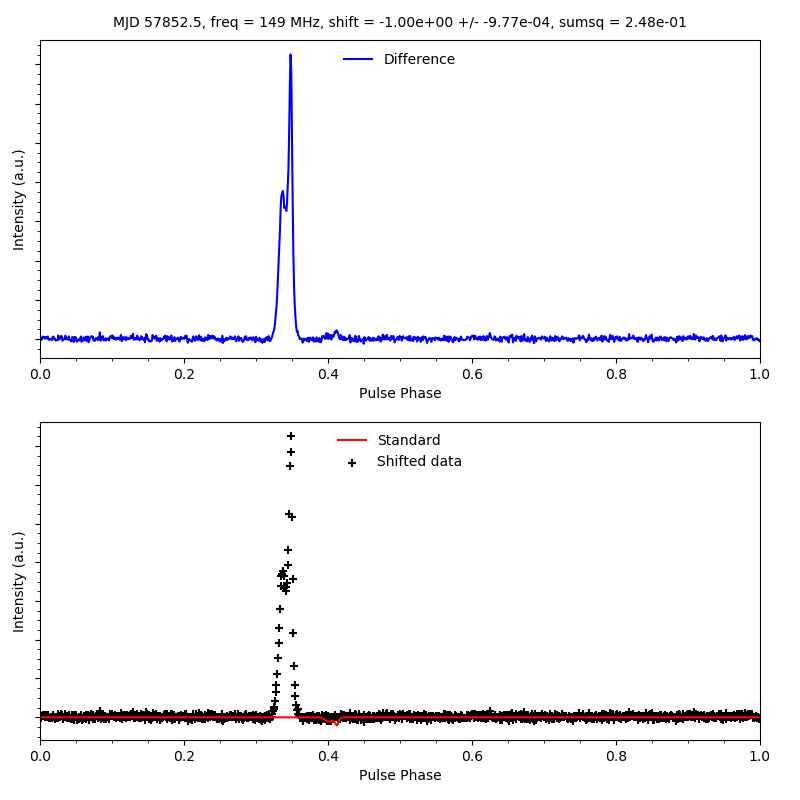 MJD 57852.5, freq = 149 MHz, shift = -1.00e+00 +/- -9.77e-04, sumsq = 2.48e-01
Difference
Intensity (a.u.)
0.0 0.2 0.4 0.6 0.8 1.0
Pulse Phase
Standard
Shifted data
Intensity (a.u.)
0.0 0.2 0.4 0.6 0.8 1.0
Pulse Phase